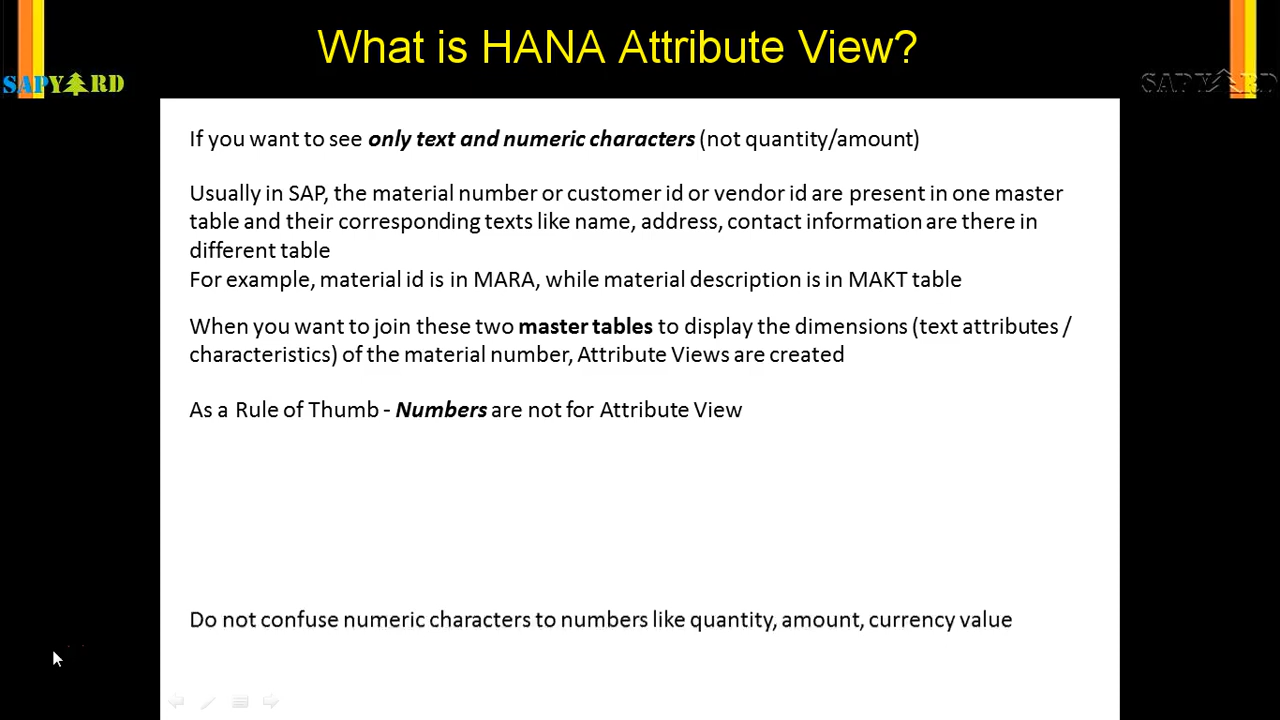 What is HANA Attribute View?
SAPYARD
SAPYARD
If you want to see only text and numeric characters (not quantity/amount)
Usually in SAP, the material number or customer id or vendor id are present in one master
table and their corresponding texts like name, address, contact information are there in
different table
For example, material id is in MARA, while material description is in MAKT table
When you want to join these two master tables to display the dimensions (text attributes /
characteristics) of the material number, Attribute Views are created
As a Rule of Thumb - Numbers are not for Attribute View
Do not confuse numeric characters to numbers like quantity, amount, currency value